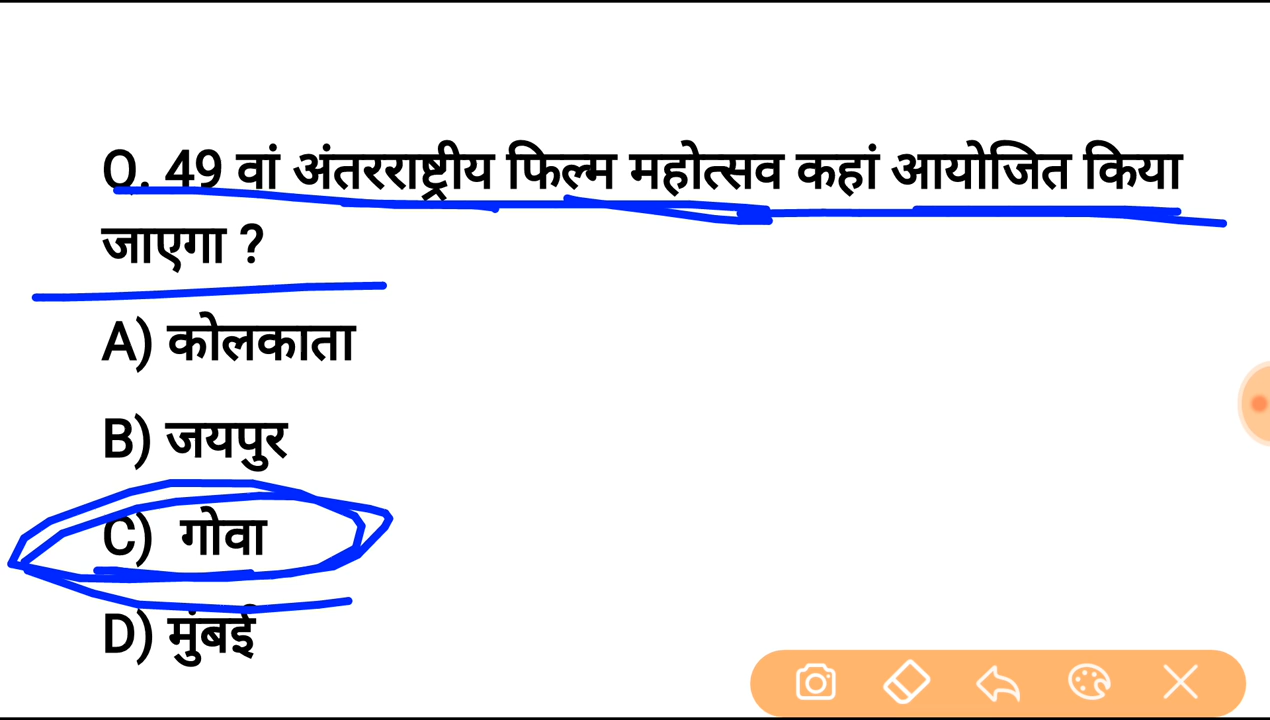 Q. 49 वां अंतरराष्ट्रीय फिल्म महोत्सव कहां आयोजित किया
जाएगा ?
A) कोलकाता
B) जयपुर
C) गोवा
D) मुंबई